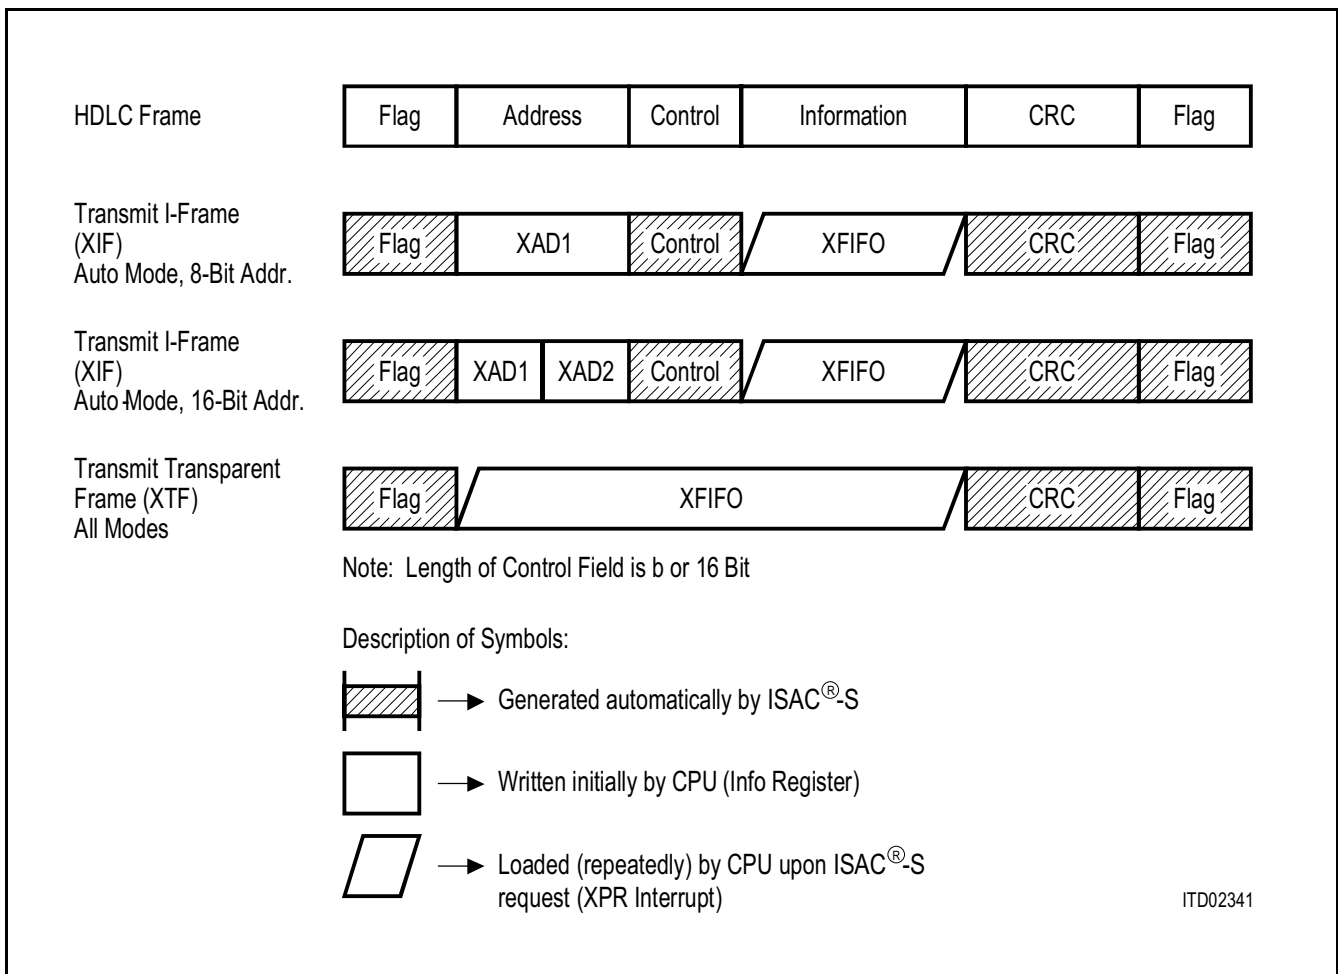 HDLC Frame Flag Address Control Information CRC Flag
Transmit I-Frame
(XIF)
Auto Mode, 8-Bit Addr.
Flag XAD1 Control XFIFO CRC Flag
Transmit I-Frame
(XIF)
Auto-Mode, 16-Bit Addr.
Flag XAD1 XAD2 Control XFIFO CRC Flag
Transmit Transparent
Frame (XTF)
All Modes
Flag XFIFO CRC Flag
Note: Length of Control Field is b or 16 Bit
Description of Symbols:
Generated automatically by ISAC®-S
Written initially by CPU (Info Register)
Loaded (repeatedly) by CPU upon ISAC®-S
request (XPR Interrupt)
ITD02341